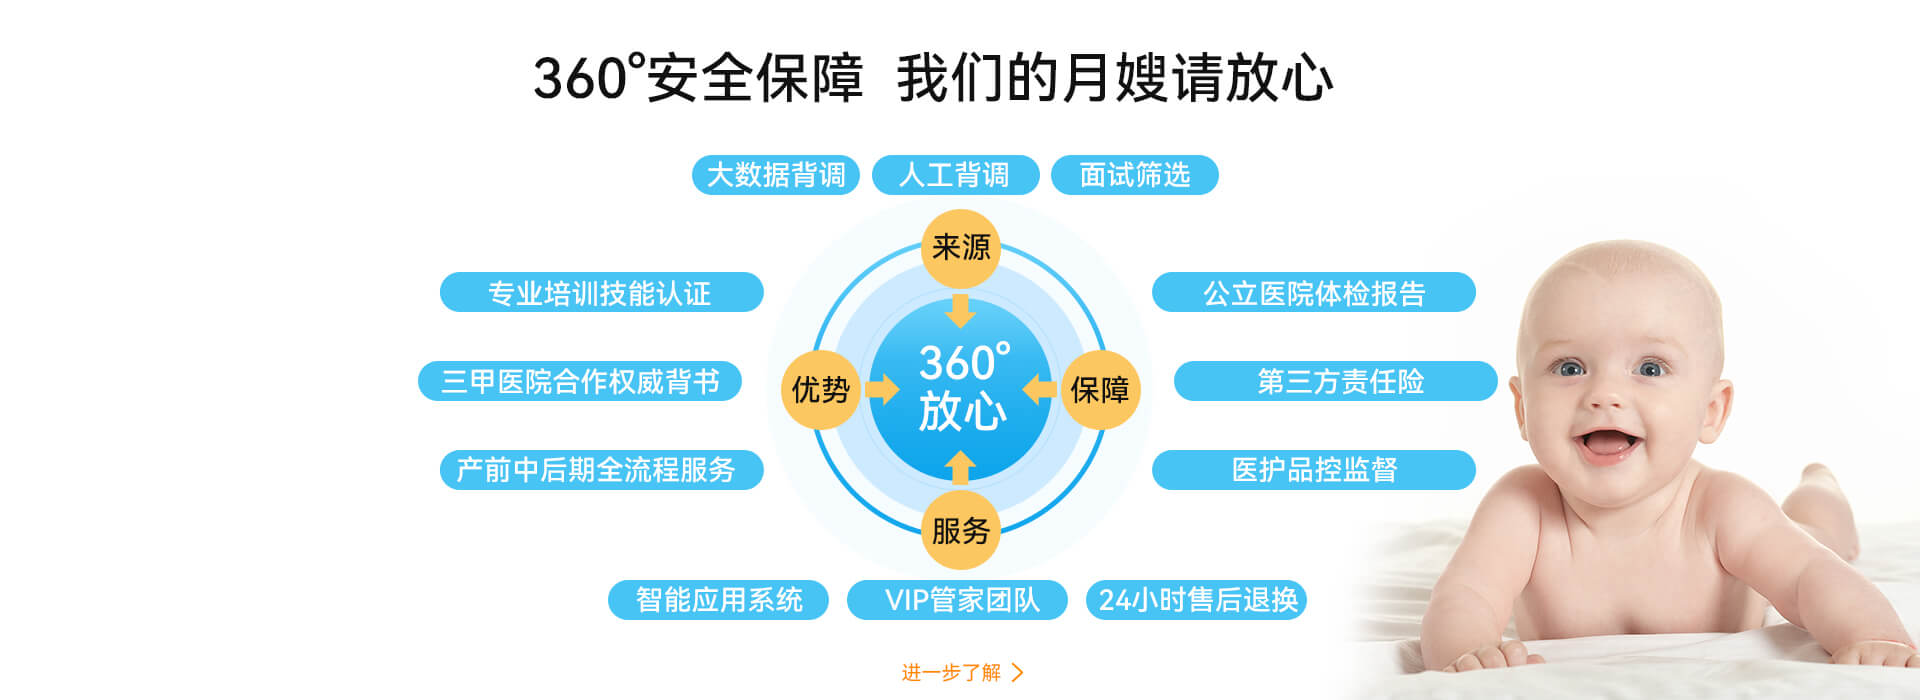 360°安全保障 我们的月嫂请放心
大数据背调
人工背调
面试筛选
来源
专业培训技能认证
三甲医院合作权威背书
产前中后期全流程服务
优势
360°
放心
保障
公立医院体检报告
第三方责任险
医护品控监督
服务
智能应用系统
VIP管家团队
24小时售后退换
进一步了解 >